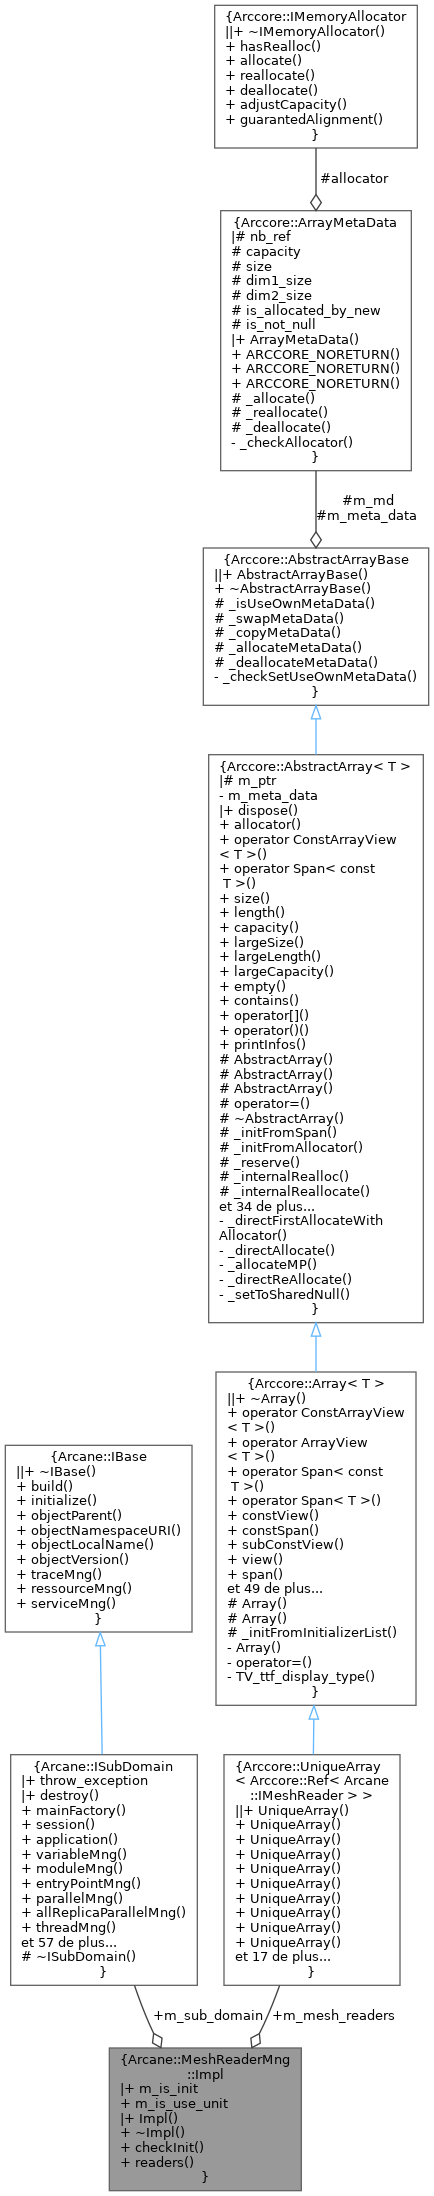 {Arccore::IMemoryAllocator
||+ ~IMemoryAllocator()
+ hasRealloc()
+ allocate()
+ reallocate()
+ deallocate()
+ adjustCapacity()
+ guarantedAlignment()
}
#allocator
{Arccore::ArrayMetaData
|# nb_ref
# capacity
# size
# dim1_size
# dim2_size
# is_allocated_by_new
# is_not_null
|+ ArrayMetaData()
+ ARCCORE_NORETURN()
+ ARCCORE_NORETURN()
+ ARCCORE_NORETURN()
# _allocate()
# _reallocate()
# _deallocate()
- _checkAllocator()
}
#m_md
#m_meta_data
{Arccore::AbstractArrayBase
||+ AbstractArrayBase()
+ ~AbstractArrayBase()
# _isUseOwnMetaData()
# _swapMetaData()
# _copyMetaData()
# _allocateMetaData()
# _deallocateMetaData()
- _checkSetUseOwnMetaData()
}
{Arccore::AbstractArray< T >
|# m_ptr
- m_meta_data
|+ dispose()
+ allocator()
+ operator ConstArrayView
< T >()
+ operator Span< const
T >()
+ size()
+ length()
+ capacity()
+ largeSize()
+ largeLength()
+ largeCapacity()
+ empty()
+ contains()
+ operator[]()
+ operator()()
+ printInfos()
# AbstractArray()
# AbstractArray()
# AbstractArray()
# operator=()
# ~AbstractArray()
# _initFromSpan()
# _initFromAllocator()
# _reserve()
# _internalRealloc()
# _internalReallocate()
et 34 de plus...
- _directFirstAllocateWith
Allocator()
- _directAllocate()
- _allocateMP()
- _directReAllocate()
- _setToSharedNull()
}
{Arccore::Array< T >
||+ ~Array()
+ operator ConstArrayView
< T >()
+ operator ArrayView
< T >()
+ operator Span< const
T >()
+ operator Span< T >()
+ constView()
+ constSpan()
+ subConstView()
+ view()
+ span()
et 49 de plus...
# Array()
# Array()
# _initFromInitializerList()
- Array()
- operator=()
- TV_ttf_display_type()
}
{Arcane::IBase
||+ ~IBase()
+ build()
+ initialize()
+ objectParent()
+ objectNamespaceURI()
+ objectLocalName()
+ objectVersion()
+ traceMng()
+ ressourceMng()
+ serviceMng()
}
{Arcane::ISubDomain
|+ throw_exception
|+ destroy()
+ mainFactory()
+ session()
+ application()
+ variableMng()
+ moduleMng()
+ entryPointMng()
+ parallelMng()
+ allReplicaParallelMng()
+ threadMng()
et 57 de plus...
# ~ISubDomain()
}
{Arccore::UniqueArray
< Arccore::Ref< Arcane
::IMeshReader > >
||+ UniqueArray()
+ UniqueArray()
+ UniqueArray()
+ UniqueArray()
+ UniqueArray()
+ UniqueArray()
+ UniqueArray()
+ UniqueArray()
+ UniqueArray()
+ UniqueArray()
et 17 de plus...
}
+m_sub_domain
+m_mesh_readers
{Arcane::MeshReaderMng
::Impl
|+ m_is_init
+ m_is_use_unit
|+ Impl()
+ ~Impl()
+ checkInit()
+ readers()
}